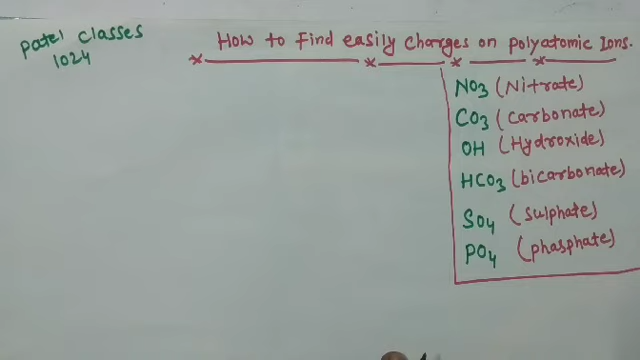 Patel Classes
1024
How to Find easily Charges on polyatomic Ions.
NO3 (Nitrate)
CO3 (Carbonate)
OH (Hydroxide)
HCO3 (bicarbonate)
SO4 (sulphate)
PO4 (phasphate)